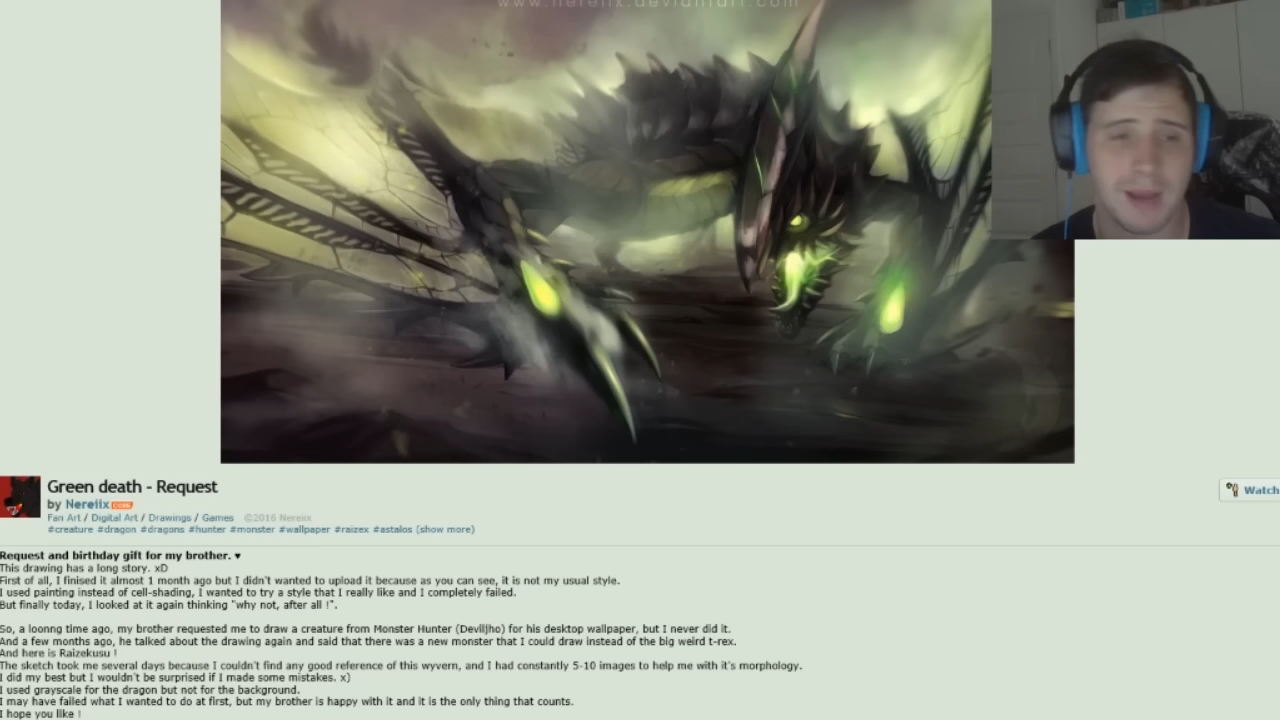 www.nereiix.deviantart.com
Green death - Request
by Nereiix CORE
Fan Art / Digital Art / Drawings / Games ©2016 Nereiix
#creature #dragon #dragons #hunter #monster #wallpaper #raizex #astalos (show more)
Watch
Request and birthday gift for my brother. ♥
This drawing has a long story. xD
First of all, I finised it almost 1 month ago but I didn't wanted to upload it because as you can see, it is not my usual style.
I used painting instead of cell-shading, I wanted to try a style that I really like and I completely failed.
But finally today, I looked at it again thinking "why not, after all !".
So, a loonng time ago, my brother requested me to draw a creature from Monster Hunter (Deviljho) for his desktop wallpaper, but I never did it.
And a few months ago, he talked about the drawing again and said that there was a new monster that I could draw instead of the big weird t-rex.
And here is Raizekusu !
The sketch took me several days because I couldn't find any good reference of this wyvern, and I had constantly 5-10 images to help me with it's morphology.
I did my best but I wouldn't be surprised if I made some mistakes. x)
I used grayscale for the dragon but not for the background.
I may have failed what I wanted to do at first, but my brother is happy with it and it is the only thing that counts.
I hope you like !